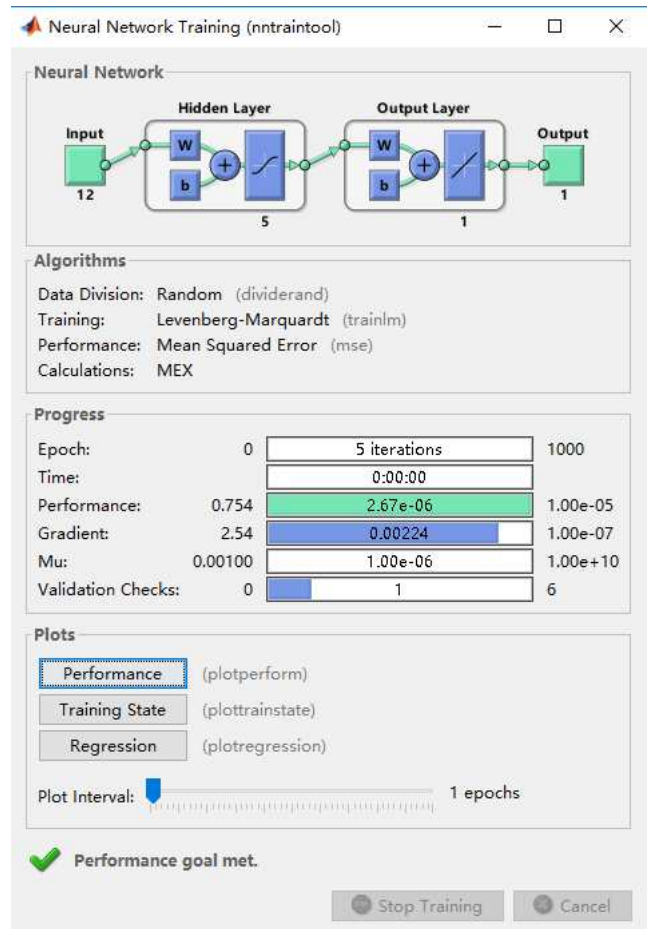 Neural Network Training (nntraintool)
Neural Network
Hidden Layer
Output Layer
Input
Output
W
b
+
W
b
+
12
5
1
1
Algorithms
Data Division: Random (dividerand)
Training: Levenberg-Marquardt (trainlm)
Performance: Mean Squared Error (mse)
Calculations: MEX
Progress
Epoch: 0 5 iterations 1000
Time: 0:00:00
Performance: 0.754 2.67e-06 1.00e-05
Gradient: 2.54 0.00224 1.00e-07
Mu: 0.00100 1.00e-06 1.00e+10
Validation Checks: 0 1 6
Plots
Performance (plotperform)
Training State (plottrainstate)
Regression (plotregression)
Plot Interval: 1 epochs
Performance goal met.
Stop Training Cancel